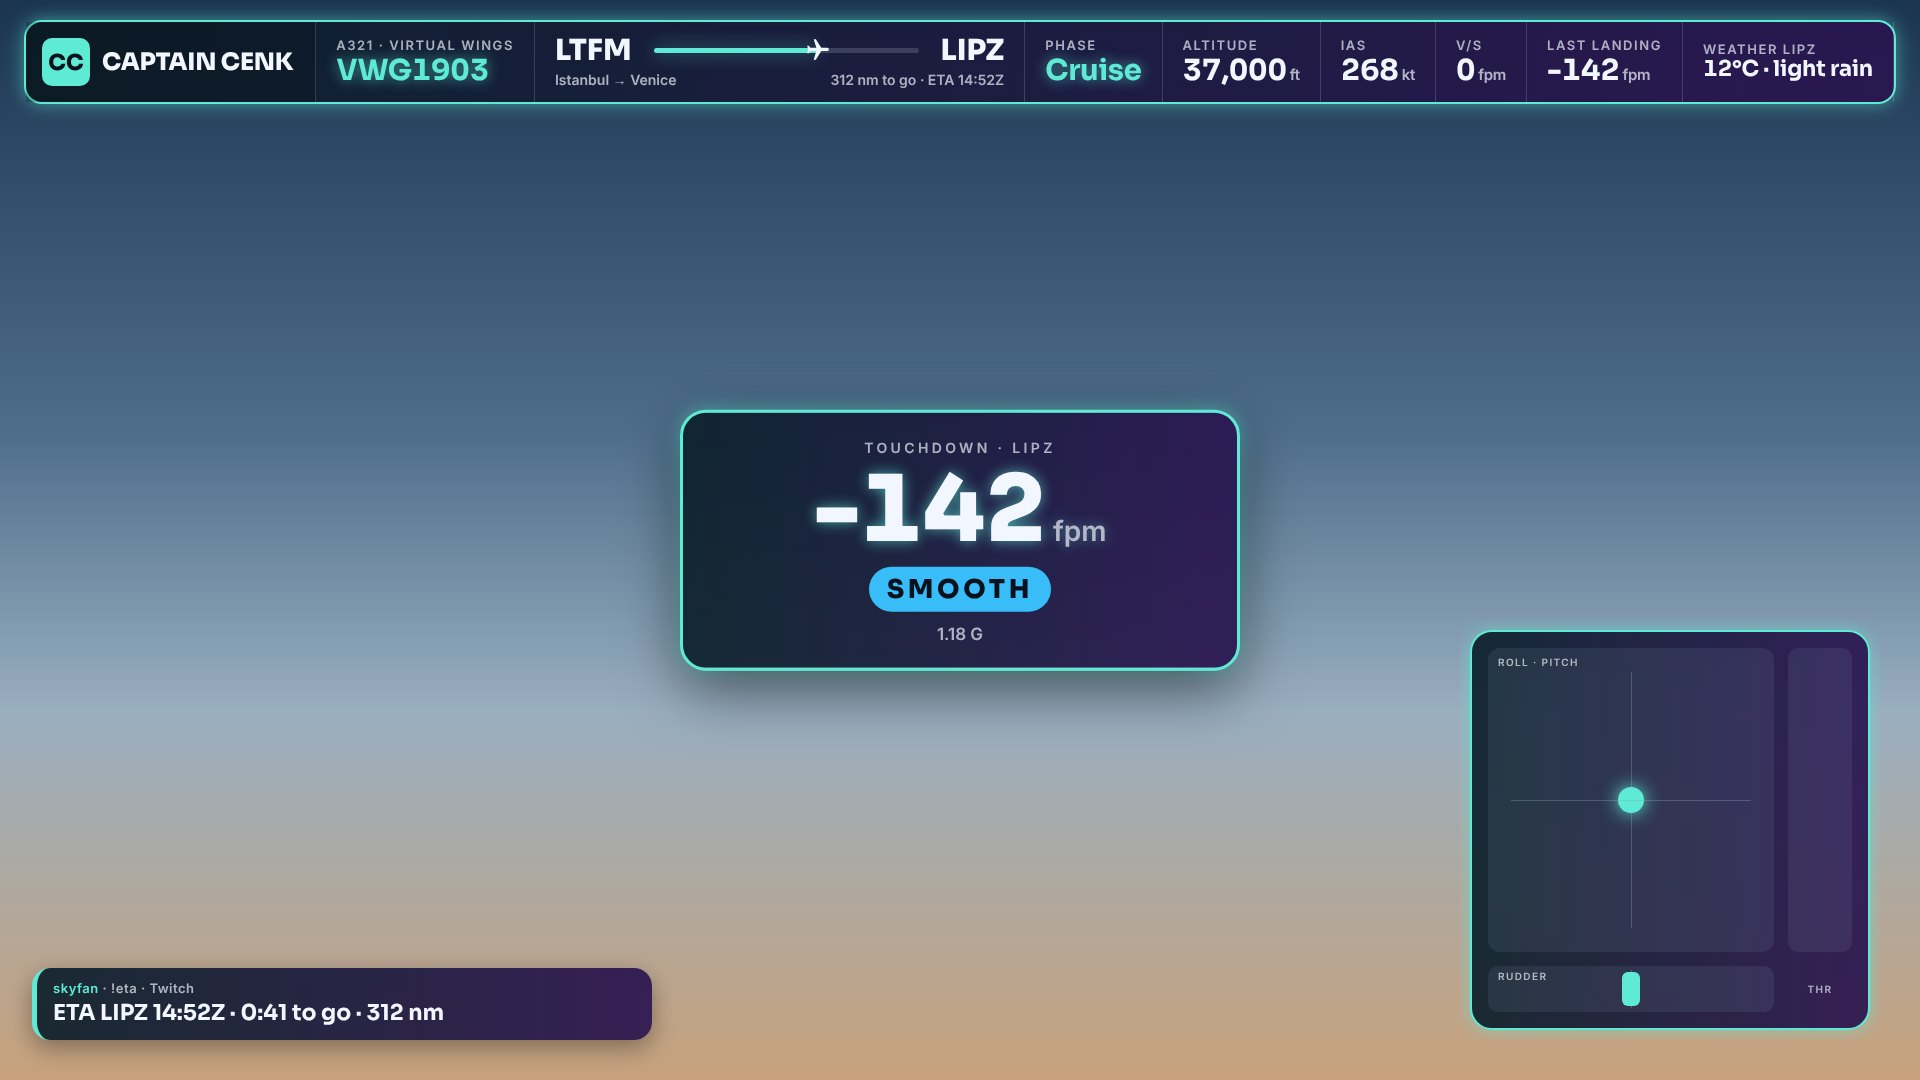 CC CAPTAIN CENK
A321 · VIRTUAL WINGS
VWG1903
LTFM LIPZ
Istanbul → Venice 312 nm to go · ETA 14:52Z
PHASE
Cruise
ALTITUDE
37,000 ft
IAS
268 kt
V/S
0 fpm
LAST LANDING
-142 fpm
WEATHER LIPZ
12°C · light rain
TOUCHDOWN · LIPZ
-142 fpm
SMOOTH
1.18 G
ROLL · PITCH
RUDDER
THR
skyfan · !eta · Twitch
ETA LIPZ 14:52Z · 0:41 to go · 312 nm